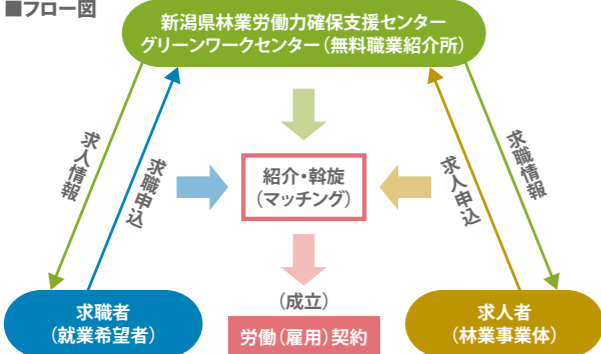 ■フロー図
新潟県林業労働力確保支援センター
グリーンワークセンター（無料職業紹介所）
求人情報
求職申込
紹介・斡旋
（マッチング）
求人申込
求職情報
求職者
（就業希望者）
（成立）
労働（雇用）契約
求人者
（林業事業体）